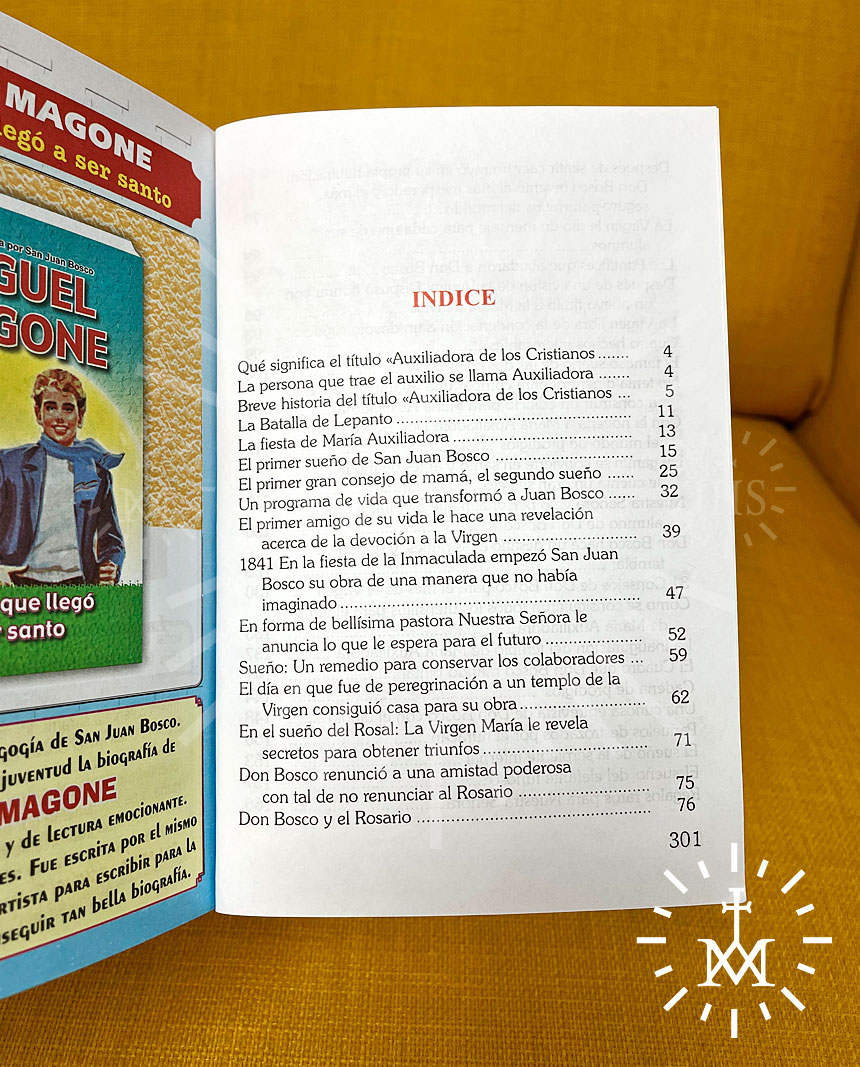 MAGONE
legó a ser santo
a por San Juan Bosco
GUEL
GONE
que llegó
r santo
gogía de San Juan Bosco.
juventud la biografía de
MAGONE
y de lectura emocionante.
es. Fue escrita por el mismo
rtista para escribir para la
seguir tan bella biografía.
INDICE
Qué significa el título «Auxiliadora de los Cristianos ....... 4
La persona que trae el auxilio se llama Auxiliadora ....... 4
Breve historia del título «Auxiliadora de los Cristianos ... 5
La Batalla de Lepanto ....... 11
La fiesta de María Auxiliadora ....... 13
El primer sueño de San Juan Bosco ....... 15
El primer gran consejo de mamá, el segundo sueño ...... 25
Un programa de vida que transformó a Juan Bosco ...... 32
El primer amigo de su vida le hace una revelación
acerca de la devoción a la Virgen ....... 39
1841 En la fiesta de la Inmaculada empezó San Juan
Bosco su obra de una manera que no había
imaginado ....... 47
En forma de bellísima pastora Nuestra Señora le
anuncia lo que le espera para el futuro ....... 52
Sueño: Un remedio para conservar los colaboradores ... 59
El día en que fue de peregrinación a un templo de la
Virgen consiguió casa para su obra ....... 62
En el sueño del Rosal: La Virgen María le revela
secretos para obtener triunfos ....... 71
Don Bosco renunció a una amistad poderosa
con tal de no renunciar al Rosario ....... 75
Don Bosco y el Rosario ....... 76
301